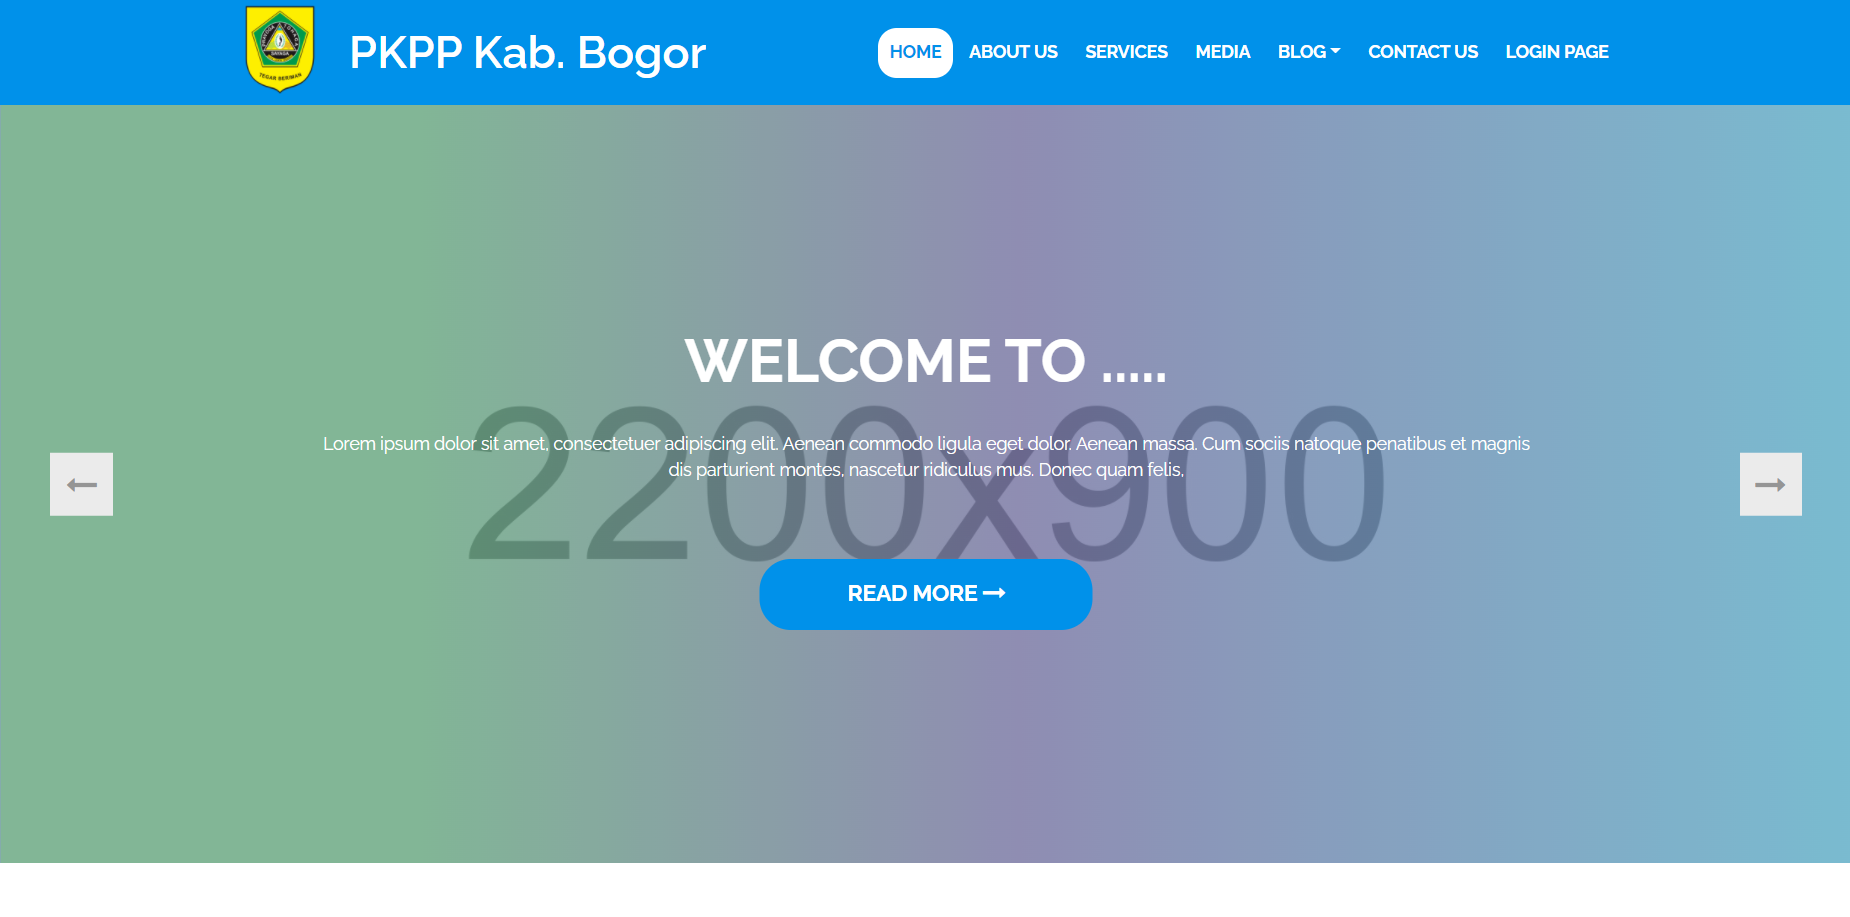 TEGAR BERIMAN
PKPP Kab. Bogor
HOME ABOUT US SERVICES MEDIA BLOG CONTACT US LOGIN PAGE
WELCOME TO .....
2200x900
Lorem ipsum dolor sit amet, consectetuer adipiscing elit. Aenean commodo ligula eget dolor. Aenean massa. Cum sociis natoque penatibus et magnis
dis parturient montes, nascetur ridiculus mus. Donec quam felis,
READ MORE